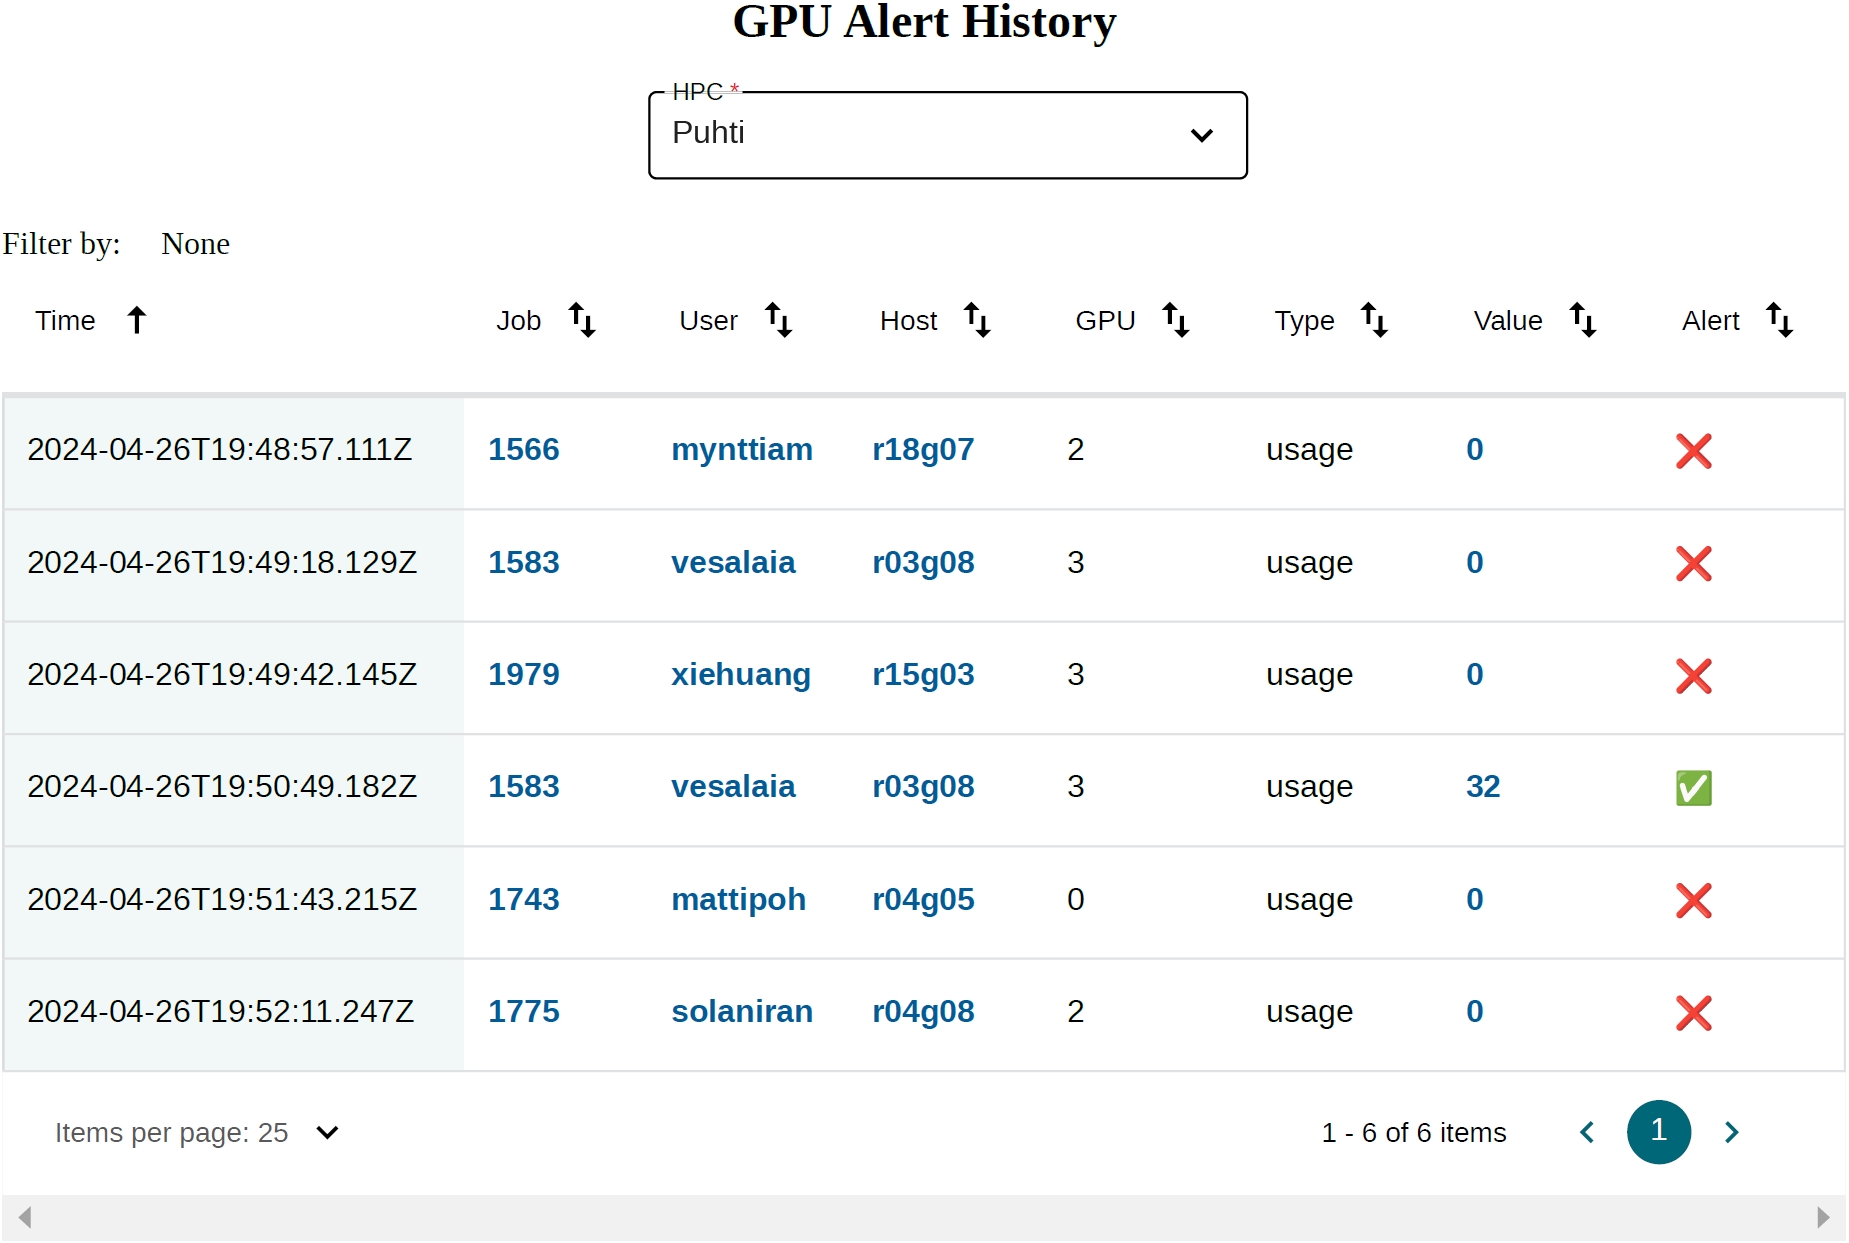 GPU Alert History
HPC *
Puhti
Filter by: None
Time Job User Host GPU Type Value Alert
2024-04-26T19:48:57.111Z 1566 mynttiam r18g07 2 usage 0
2024-04-26T19:49:18.129Z 1583 vesalaia r03g08 3 usage 0
2024-04-26T19:49:42.145Z 1979 xiehuang r15g03 3 usage 0
2024-04-26T19:50:49.182Z 1583 vesalaia r03g08 3 usage 32
2024-04-26T19:51:43.215Z 1743 mattipoh r04g05 0 usage 0
2024-04-26T19:52:11.247Z 1775 solaniran r04g08 2 usage 0
Items per page: 25 1 - 6 of 6 items 1